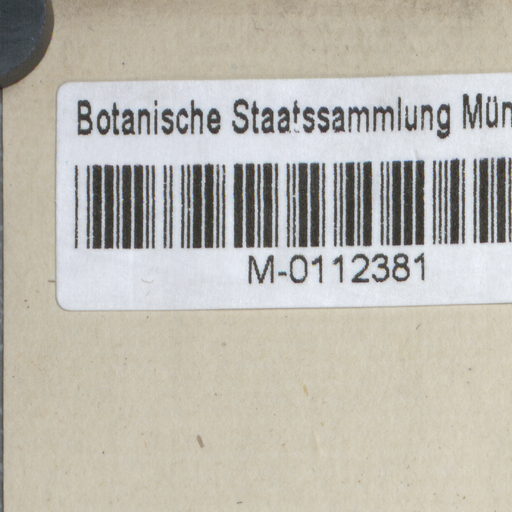 Botanische Staatssammlung Mün
M-0112381